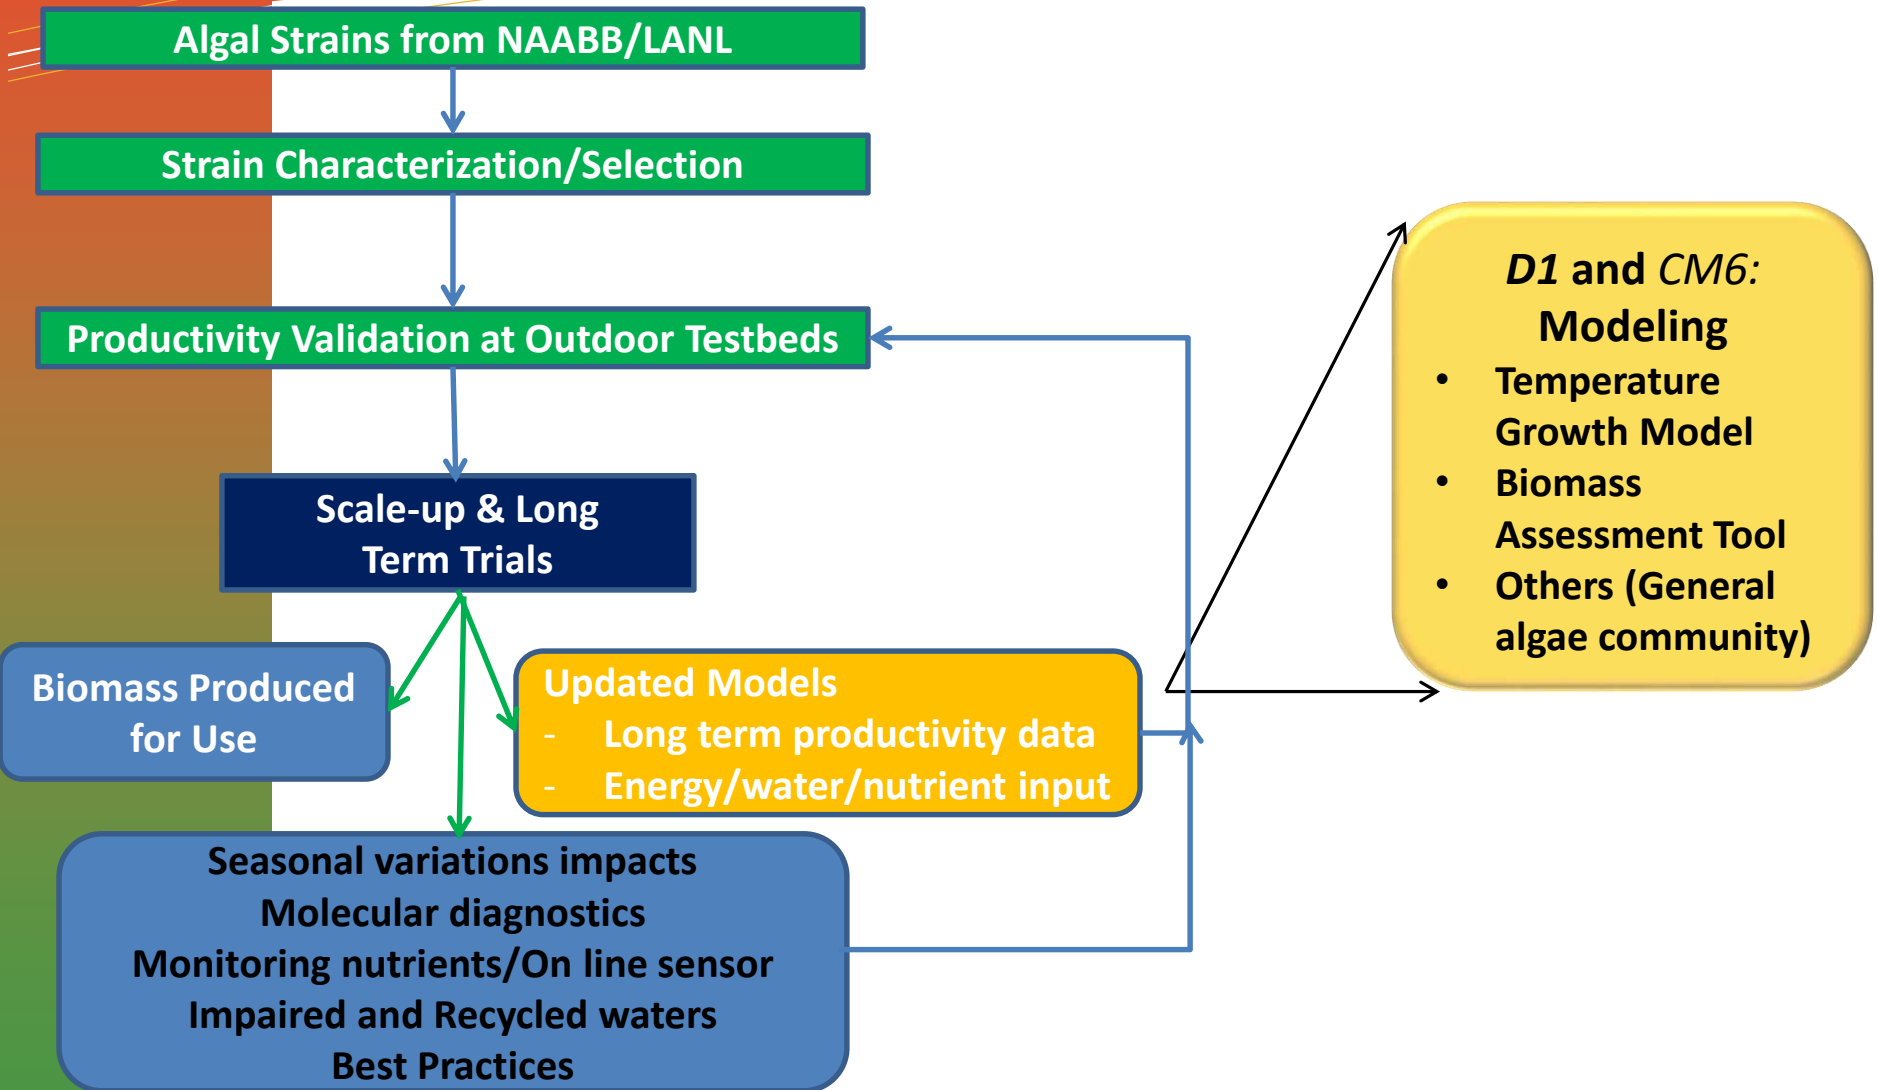 Algal Strains from NAABB/LANL
Strain Characterization/Selection
Productivity Validation at Outdoor Testbeds
Scale-up & Long
Term Trials
Biomass Produced
for Use
Updated Models
- Long term productivity data
- Energy/water/nutrient input
Seasonal variations impacts
Molecular diagnostics
Monitoring nutrients/On line sensor
Impaired and Recycled waters
Best Practices
D1 and CM6:
Modeling
• Temperature
Growth Model
• Biomass
Assessment Tool
• Others (General
algae community)